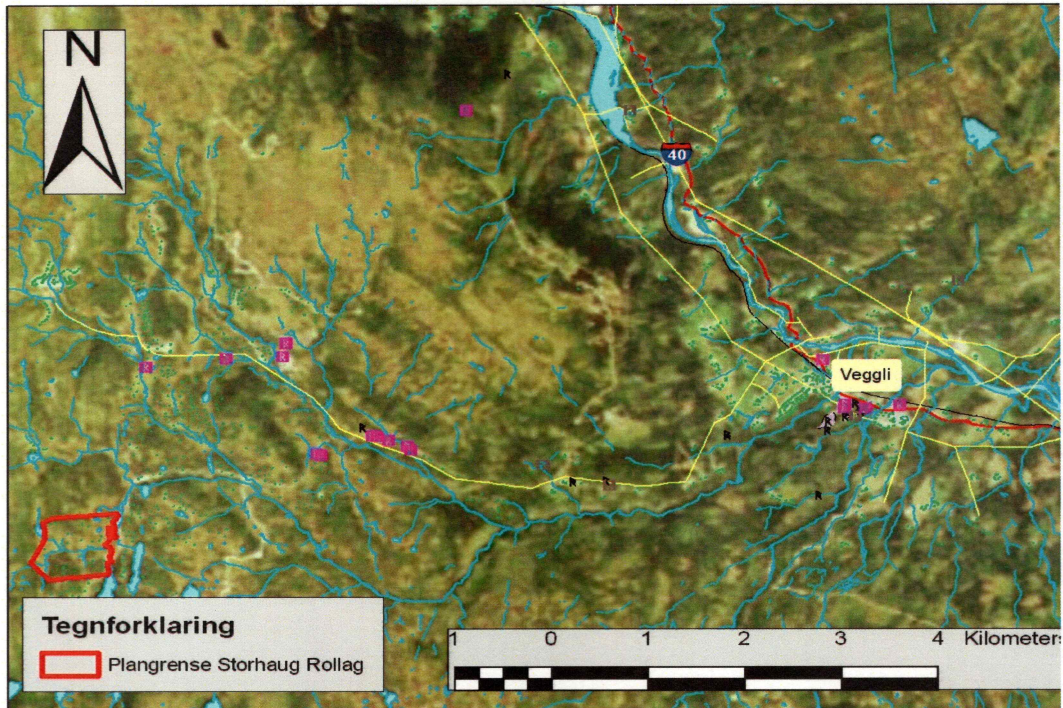 N
40
Veggli
Tegnforklaring
Plangrense Storhaug Rollag
1 0 1 2 3 4 Kilometers